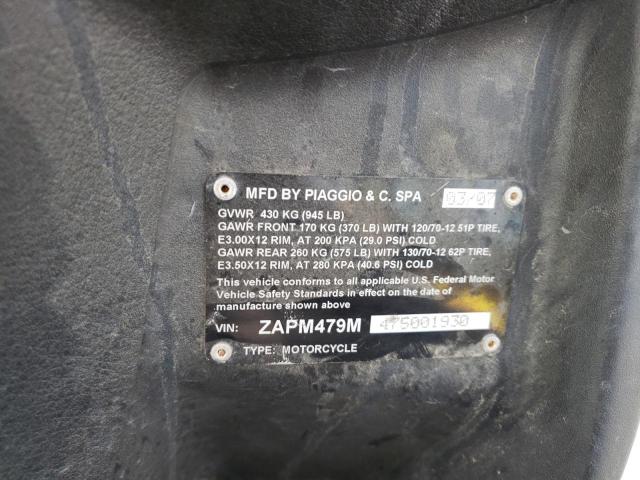 MFD BY PIAGGIO & C. SPA 03/07
GVWR 430 KG (945 LB)
GAWR FRONT 170 KG (370 LB) WITH 120/70-12 51P TIRE,
E3.00X12 RIM, AT 200 KPA (29.0 PSI) COLD
GAWR REAR 260 KG (575 LB) WITH 130/70-12 62P TIRE,
E3.50X12 RIM, AT 280 KPA (40.6 PSI) COLD
This vehicle conforms to all applicable U.S. Federal Motor
Vehicle Safety Standards in effect on the date of
manufacture shown above
VIN: ZAPM479M 475001930
TYPE: MOTORCYCLE